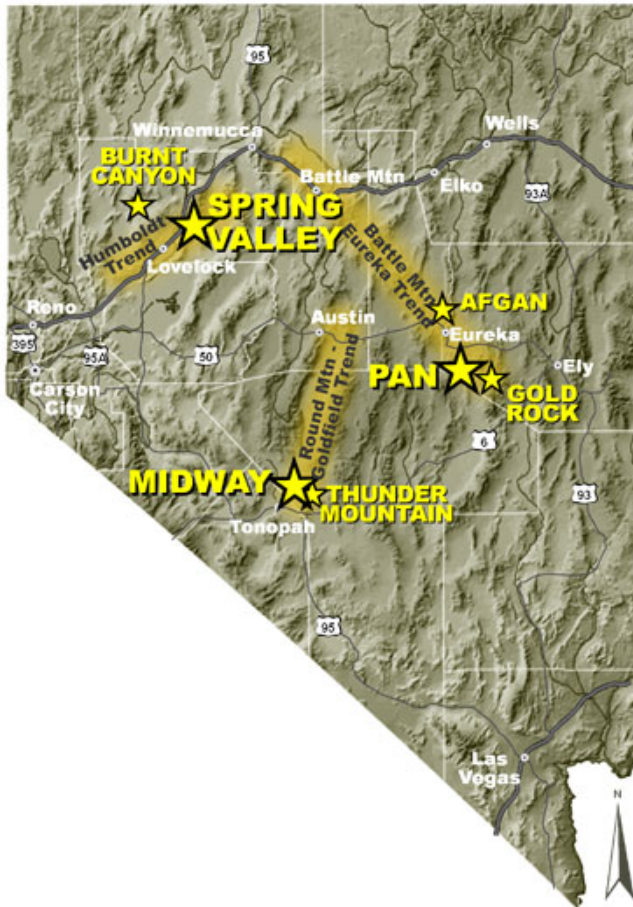 95
Winnemucca
Wells
BURNT
CANYON
Battle Mtn
Elko
93A
SPRING
VALLEY
Humboldt
Trend
Lovelock
Battle Mtn
Eureka Trend
AFGAN
Reno
Austin
Eureka
395
95A
50
Carson
City
PAN
Ely
GOLD
ROCK
Round Mtn -
Goldfield Trend
6
MIDWAY
THUNDER
MOUNTAIN
93
Tonopah
95
Las
Vegas
N